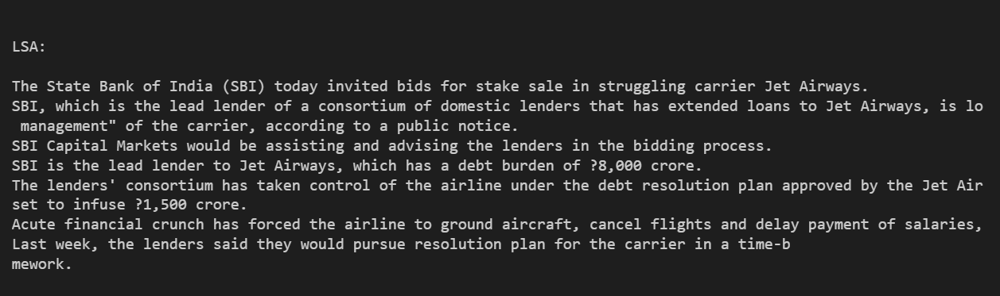 LSA:
The State Bank of India (SBI) today invited bids for stake sale in struggling carrier Jet Airways.
SBI, which is the lead lender of a consortium of domestic lenders that has extended loans to Jet Airways, is lo
management" of the carrier, according to a public notice.
SBI Capital Markets would be assisting and advising the lenders in the bidding process.
SBI is the lead lender to Jet Airways, which has a debt burden of ?8,000 crore.
The lenders' consortium has taken control of the airline under the debt resolution plan approved by the Jet Air
set to infuse ?1,500 crore.
Acute financial crunch has forced the airline to ground aircraft, cancel flights and delay payment of salaries,
Last week, the lenders said they would pursue resolution plan for the carrier in a time-b
mework.